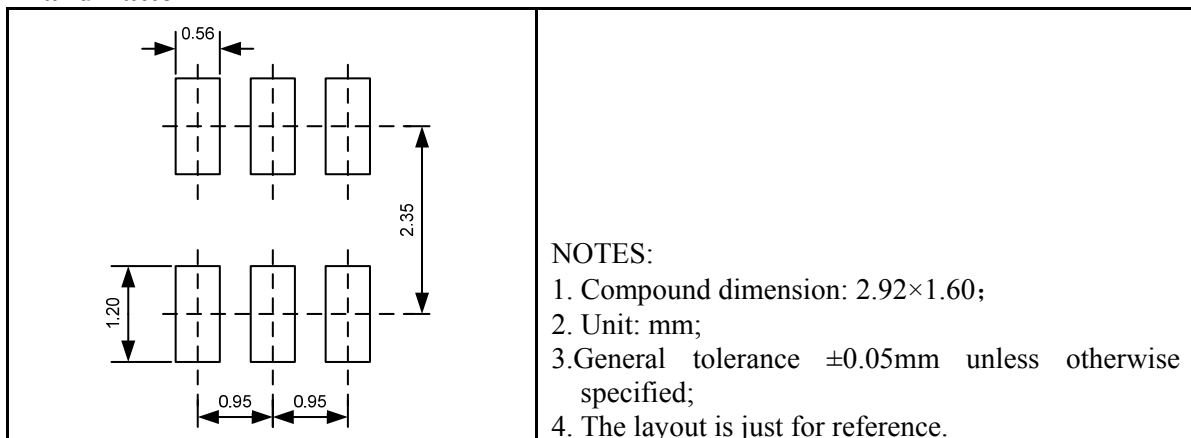 0.56
2.35
1.20
0.95 0.95
NOTES:
1. Compound dimension: 2.92×1.60；
2. Unit: mm;
3.General tolerance ±0.05mm unless otherwise
specified;
4. The layout is just for reference.